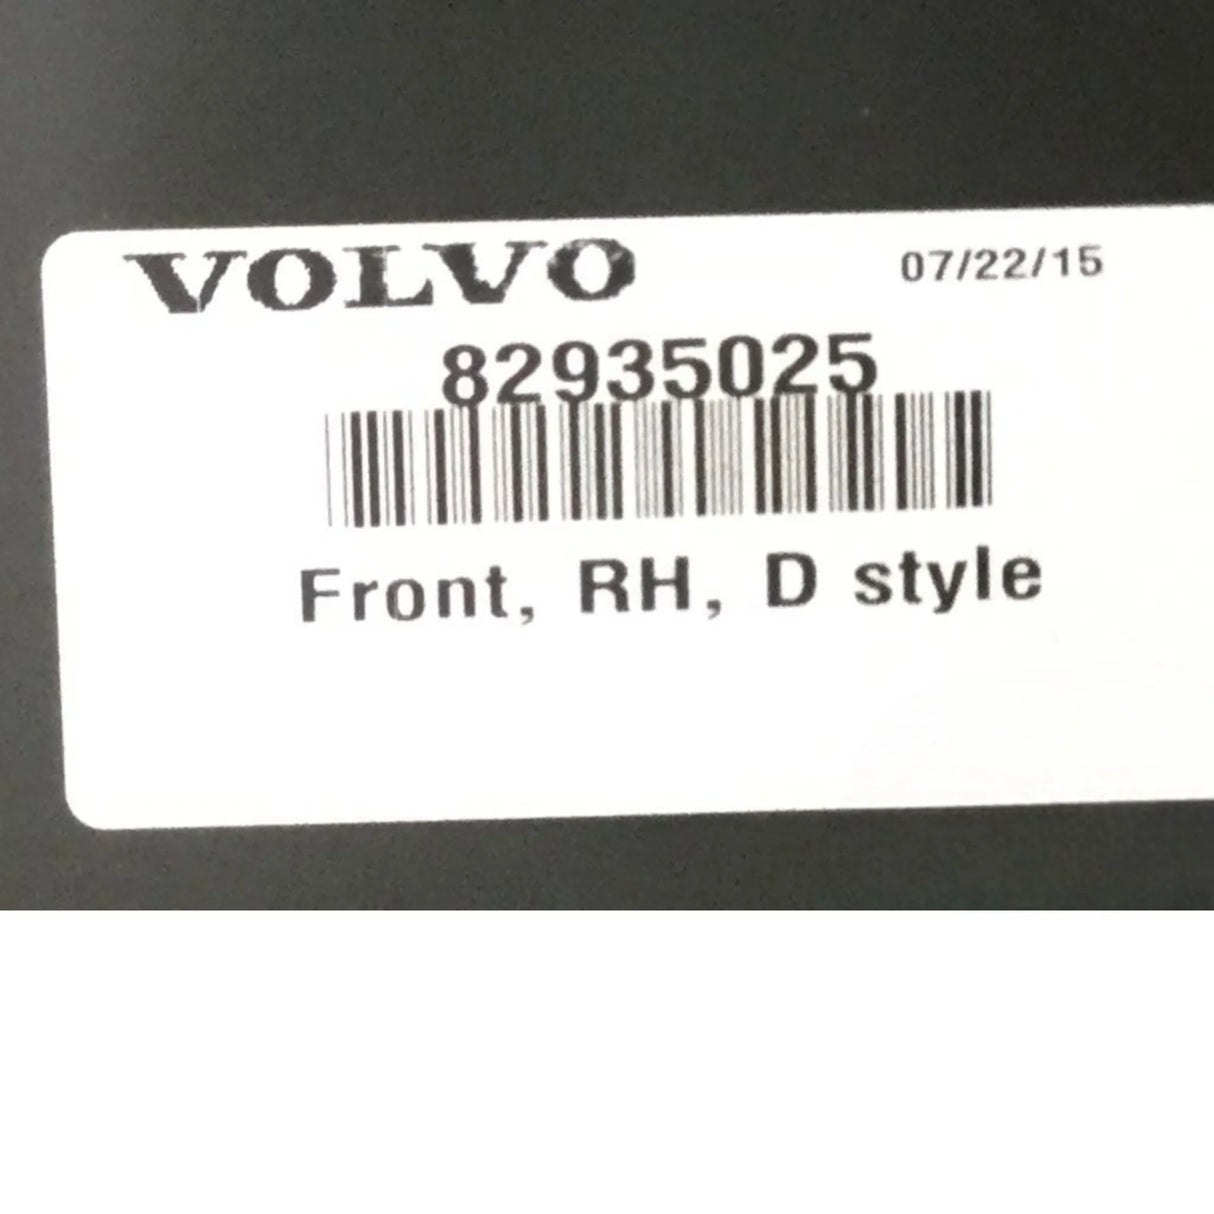 VOLVO 07/22/15
82935025
Front, RH, D style